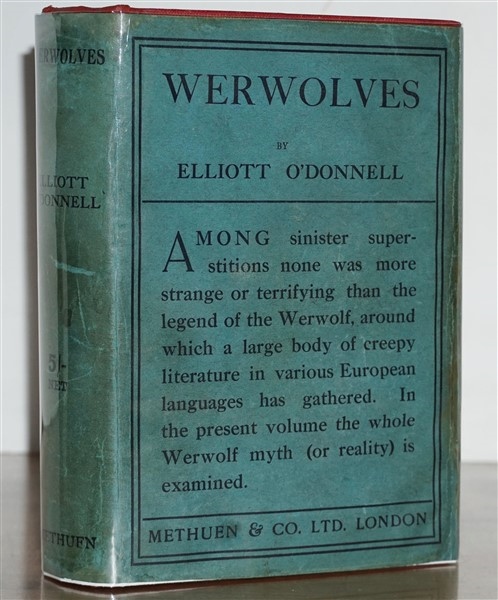 WERWOLVES
BY
ELLIOTT O'DONNELL
AMONG sinister super-
stitions none was more
strange or terrifying than the
legend of the Werwolf, around
which a large body of creepy
literature in various European
languages has gathered. In
the present volume the whole
Werwolf myth (or reality) is
examined.
METHUEN & CO. LTD. LONDON
WERWOLVES
ELLIOTT
O'DONNELL
5/-
NET
METHUEN